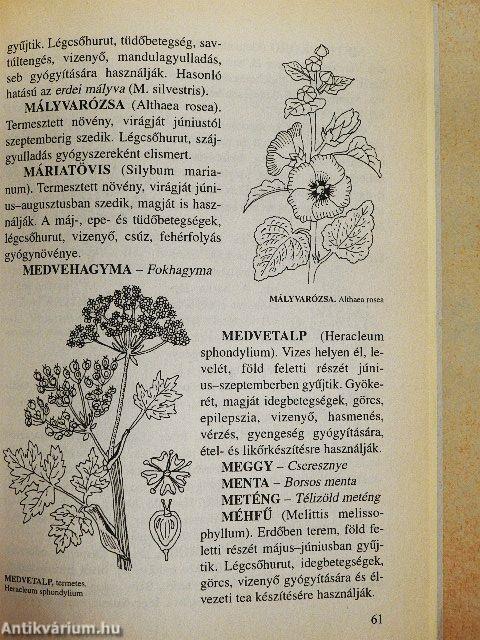 gyűjtik. Légcsőhurut, tüdőbetegség, sav-
túltengés, vizenyő, mandulagyulladás,
seb gyógyítására használják. Hasonló
hatású az erdei mályva (M. silvestris).
MÁLYVARÓZSA (Althaea rosea).
Termesztett növény, virágját júniustól
szeptemberig szedik. Légcsőhurut, száj-
gyulladás gyógyszereként elismert.
MÁRIATÖVIS (Silybum maria-
num). Termesztett növény, virágját júni-
us–augusztusban szedik, magját is hasz-
nálják. A máj-, epe- és tüdőbetegségek,
légcsőhurut, vizenyő, csúz, fehérfolyás
gyógynövénye.
MEDVEHAGYMA – Fokhagyma
MÁLYVARÓZSA. Althaea rosea
MEDVETALP (Heracleum
sphondylium). Vizes helyen él, le-
velét, föld feletti részét júni-
us–szeptemberben gyűjtik. Gyöke-
rét, magját idegbetegségek, görcs,
epilepszia, vizenyő, hasmenés,
vérzés, gyengeség gyógyítására,
étel- és likőrkészítésre használják.
MEGGY – Cseresznye
MENTA – Borsos menta
METÉNG – Télizöld meténg
MÉHFŰ (Melittis melisso-
phyllum). Erdőben terem, föld fe-
letti részét május–júniusban gyűj-
tik. Légcsőhurut, idegbetegségek,
görcs, vizenyő gyógyítására és él-
vezeti tea készítésére használják.
MEDVETALP, termetes.
Heracleum sphondylium
61
Antikvárium.hu